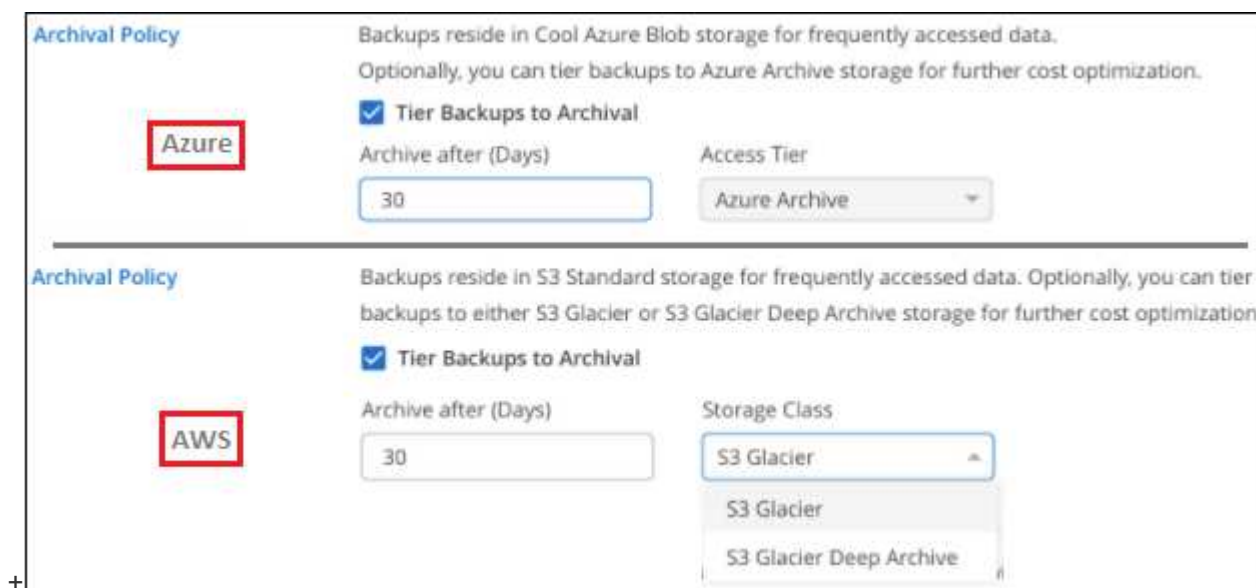 Archival Policy
Backups reside in Cool Azure Blob storage for frequently accessed data.
Optionally, you can tier backups to Azure Archive storage for further cost optimization.
Tier Backups to Archival
Azure
Archive after (Days) Access Tier
30 Azure Archive
Archival Policy
Backups reside in S3 Standard storage for frequently accessed data. Optionally, you can tier
backups to either S3 Glacier or S3 Glacier Deep Archive storage for further cost optimization
Tier Backups to Archival
AWS
Archive after (Days) Storage Class
30 S3 Glacier
S3 Glacier
S3 Glacier Deep Archive
+